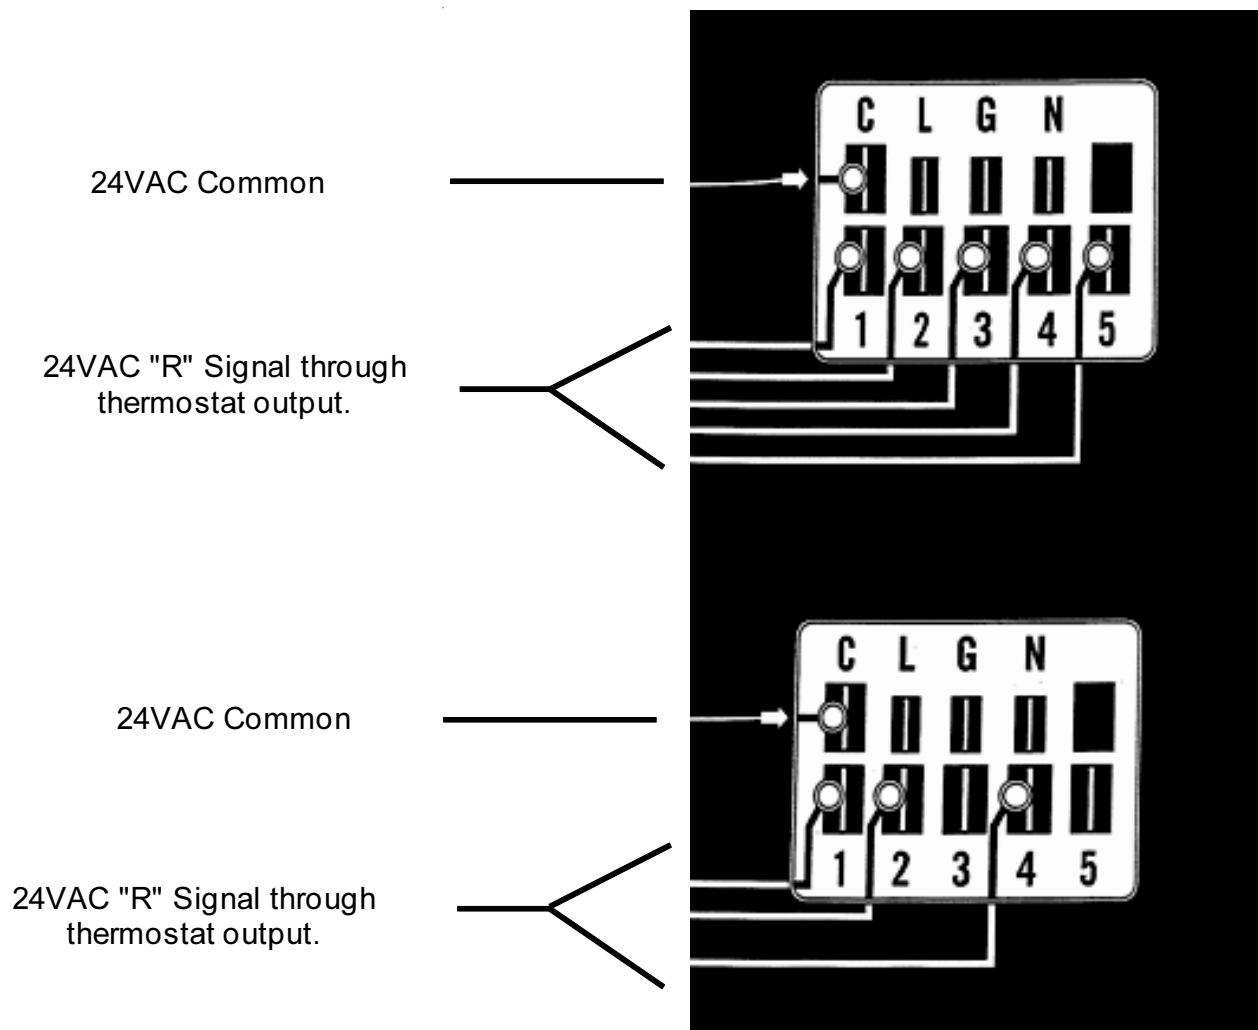 C L G N
24VAC Common
1 2 3 4 5
24VAC "R" Signal through
thermostat output.
C L G N
24VAC Common
1 2 3 4 5
24VAC "R" Signal through
thermostat output.